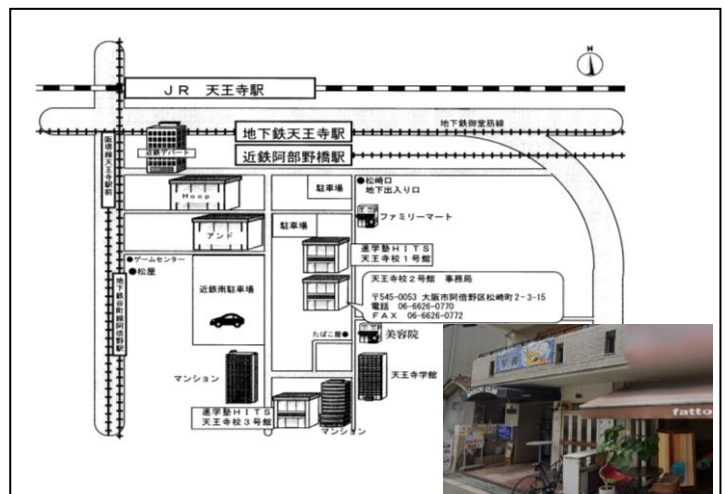 N
JR 天王寺駅
地下鉄御堂筋線
地下鉄天王寺駅
近鉄阿部野橋駅
阪堺線天王寺駅前
近鉄デパート
Hoop
駐車場
●松崎口
地下出入り口
ファミリーマート
アンド
駐車場
進学塾HITS
天王寺校1号館
●ゲームセンター
●松屋
近鉄南駐車場
天王寺校2号館 事務局
〒545-0053 大阪市阿倍野区松崎町2-3-15
電話 06-6626-0770
FAX 06-6626-0772
地下鉄谷町線阿倍野駅
たばこ屋●
美容院
マンション
天王寺学館
進学塾HITS
天王寺校3号館
マンション
fatto